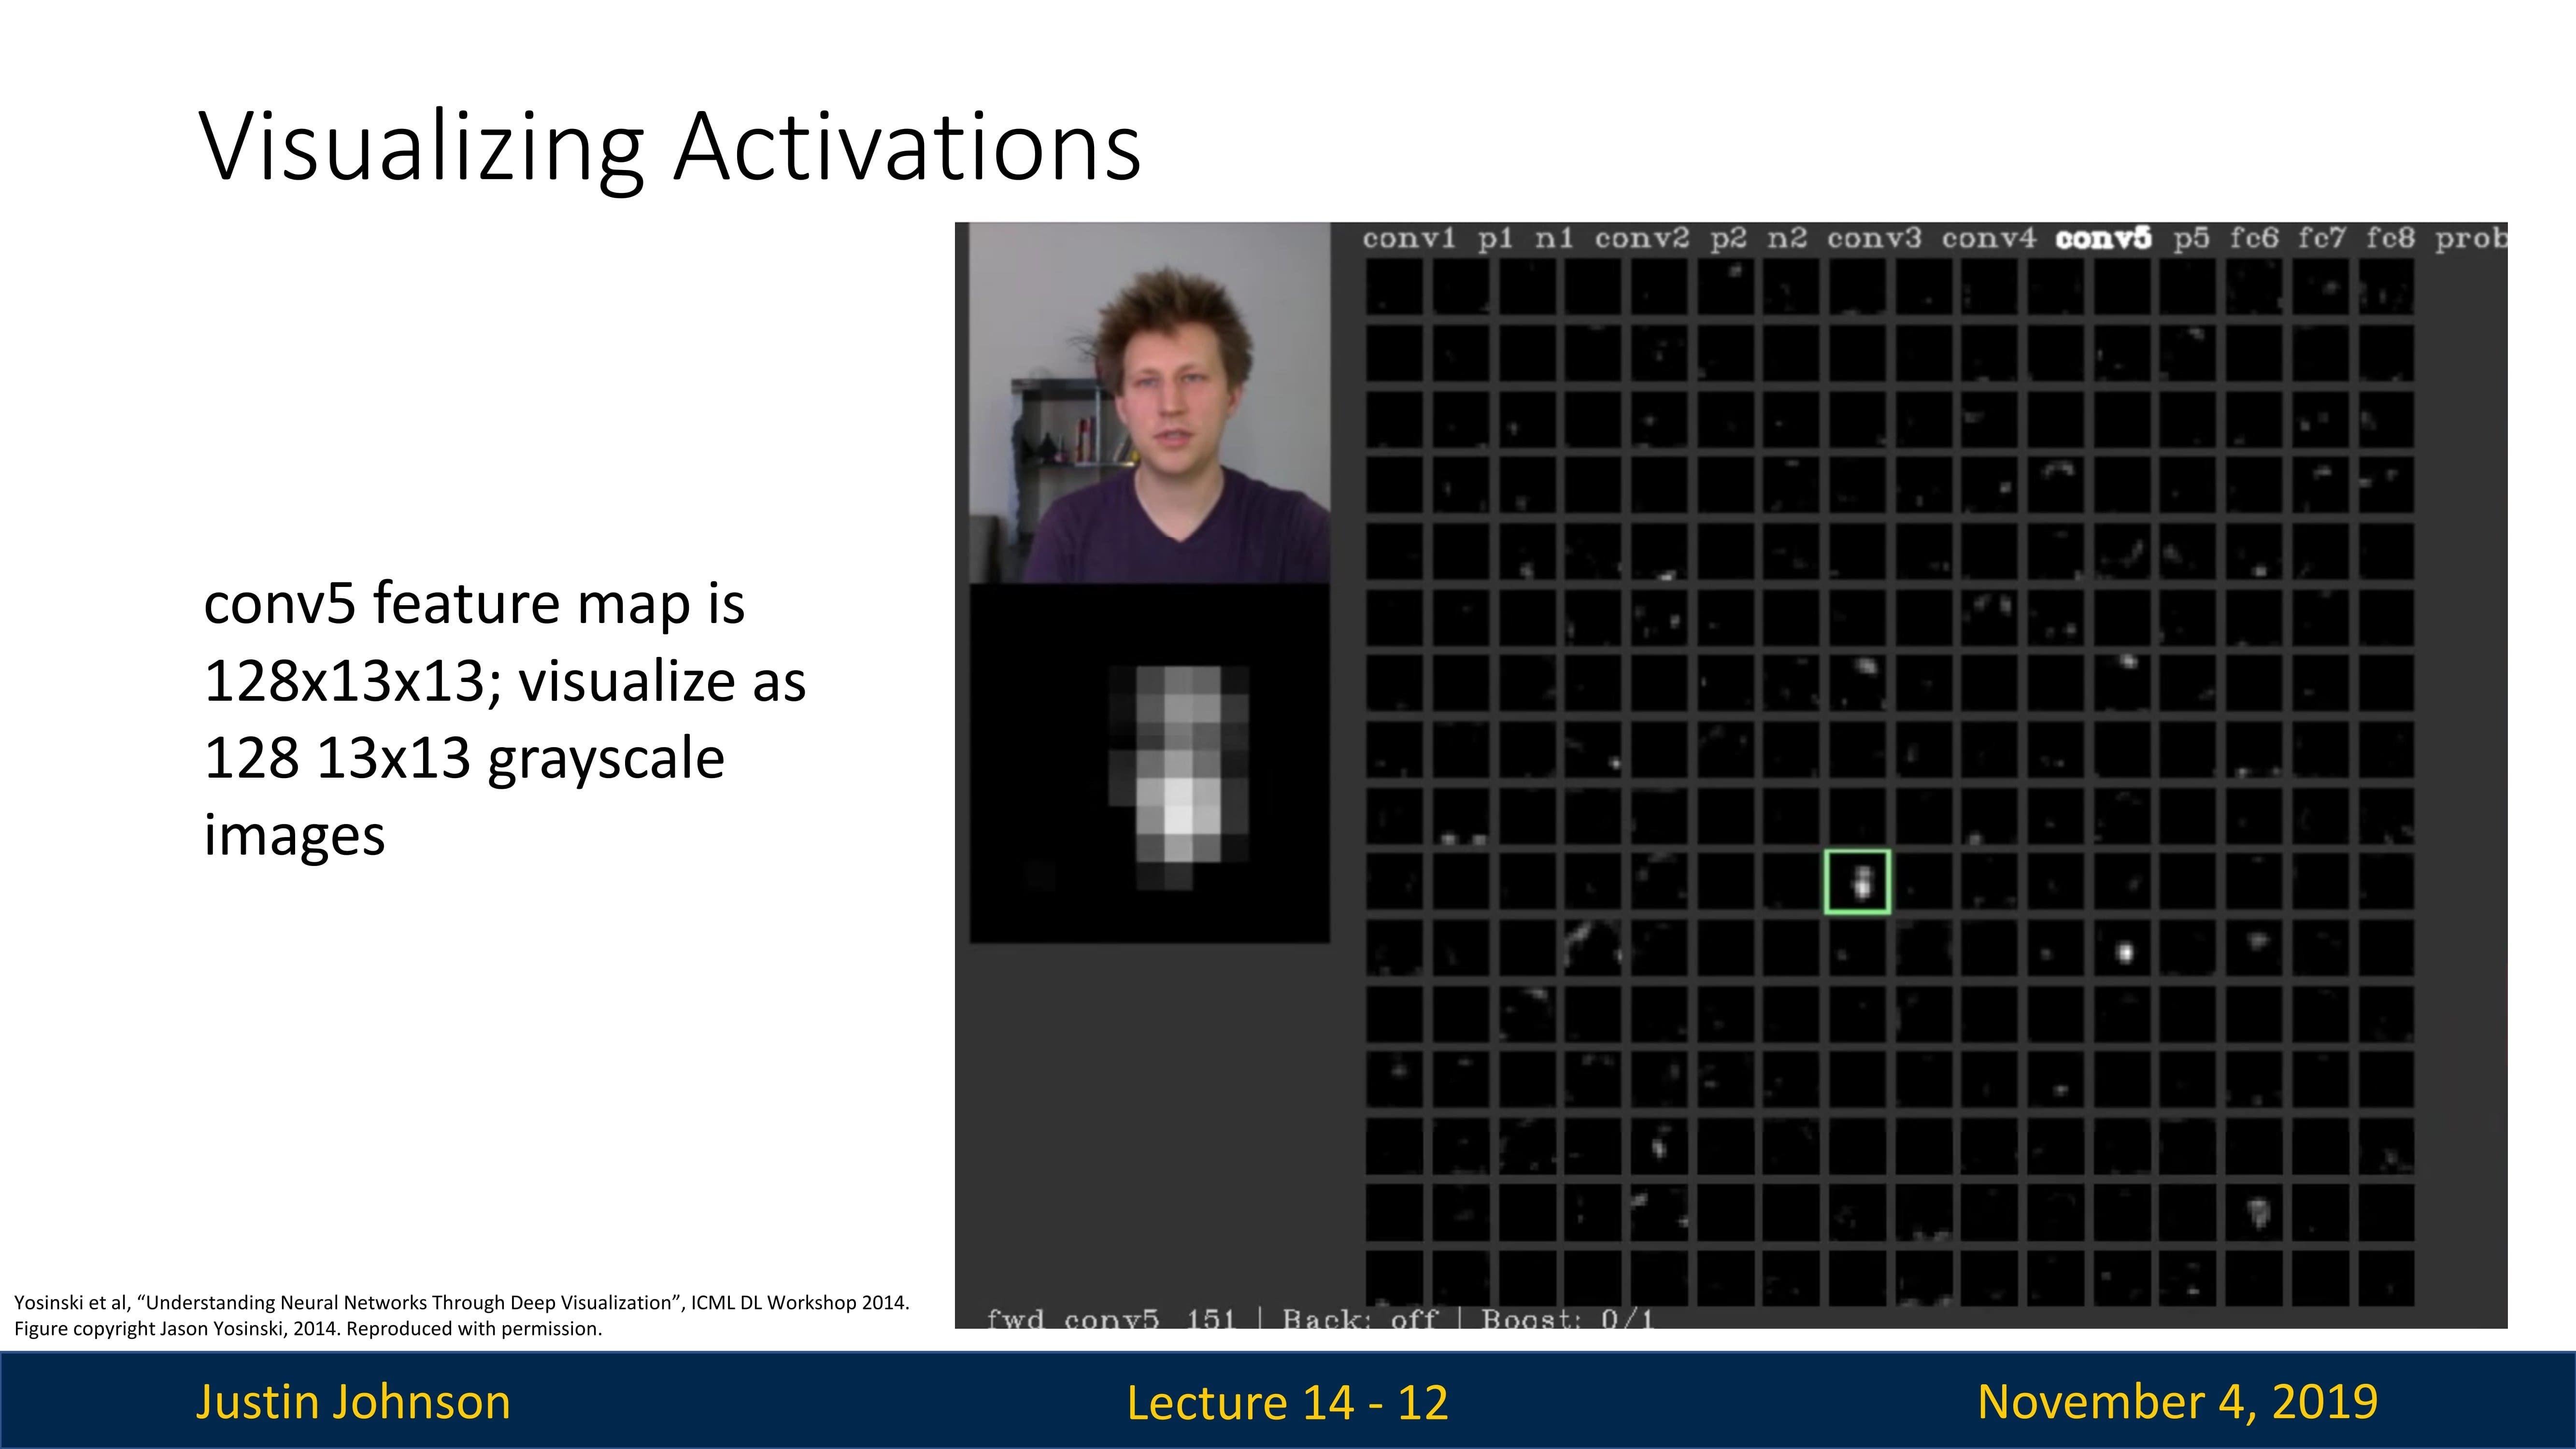 Visualizing Activations
conv1 p1 n1 conv2 p2 n2 conv3 conv4 conv5 p5 fc6 fc7 fc8 prob
conv5 feature map is
128x13x13; visualize as
128 13x13 grayscale
images
fwd conv5_151 | Back: off | Boost: 0/1
Yosinski et al, “Understanding Neural Networks Through Deep Visualization”, ICML DL Workshop 2014.
Figure copyright Jason Yosinski, 2014. Reproduced with permission.
Justin Johnson
Lecture 14 - 12
November 4, 2019